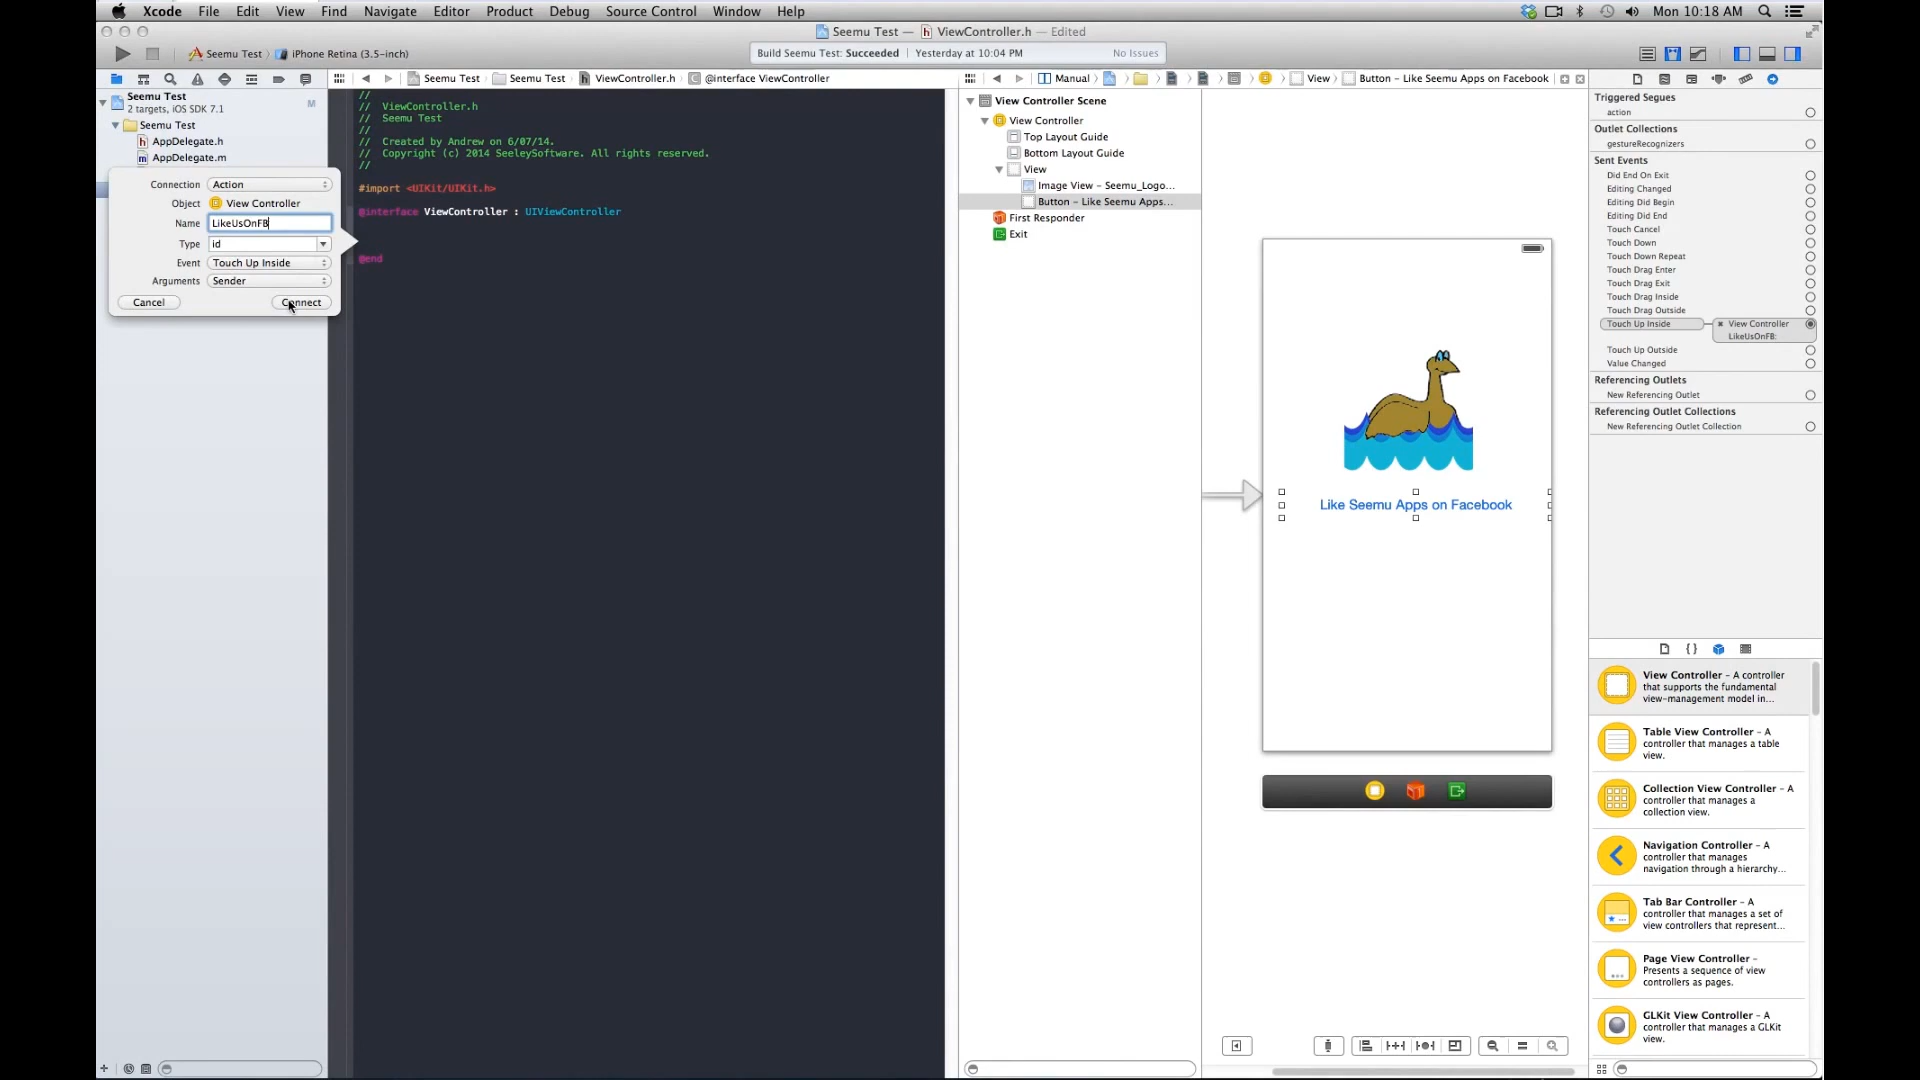 Xcode File Edit View Find Navigate Editor Product Debug Source Control Window Help Mon 10:18 AM
Seemu Test — ViewController.h — Edited
Seemu Test iPhone Retina (3.5-inch) Build Seemu Test: Succeeded Yesterday at 10:04 PM No Issues
Seemu Test Seemu Test ViewController.h @interface ViewController Manual View Button - Like Seemu Apps on Facebook
Seemu Test M
2 targets, iOS SDK 7.1
Seemu Test
AppDelegate.h
AppDelegate.m
Connection Action
Object View Controller
Name LikeUsOnFB
Type id
Event Touch Up Inside
Arguments Sender
Cancel Connect
//
// ViewController.h
// Seemu Test
//
// Created by Andrew on 6/07/14.
// Copyright (c) 2014 SeeleySoftware. All rights reserved.
//
#import <UIKit/UIKit.h>
@interface ViewController : UIViewController
@end
View Controller Scene
View Controller
Top Layout Guide
Bottom Layout Guide
View
Image View - Seemu_Logo...
Button - Like Seemu Apps...
First Responder
Exit
Like Seemu Apps on Facebook
Triggered Segues
action
Outlet Collections
gestureRecognizers
Sent Events
Did End On Exit
Editing Changed
Editing Did Begin
Editing Did End
Touch Cancel
Touch Down
Touch Down Repeat
Touch Drag Enter
Touch Drag Exit
Touch Drag Inside
Touch Drag Outside
Touch Up Inside View Controller
LikeUsOnFB:
Touch Up Outside
Value Changed
Referencing Outlets
New Referencing Outlet
Referencing Outlet Collections
New Referencing Outlet Collection
View Controller - A controller
that supports the fundamental
view-management model in...
Table View Controller - A
controller that manages a table
view.
Collection View Controller - A
controller that manages a
collection view.
Navigation Controller - A
controller that manages
navigation through a hierarchy...
Tab Bar Controller - A
controller that manages a set of
view controllers that represent...
Page View Controller -
Presents a sequence of view
controllers as pages.
GLKit View Controller - A
controller that manages a GLKit
view.